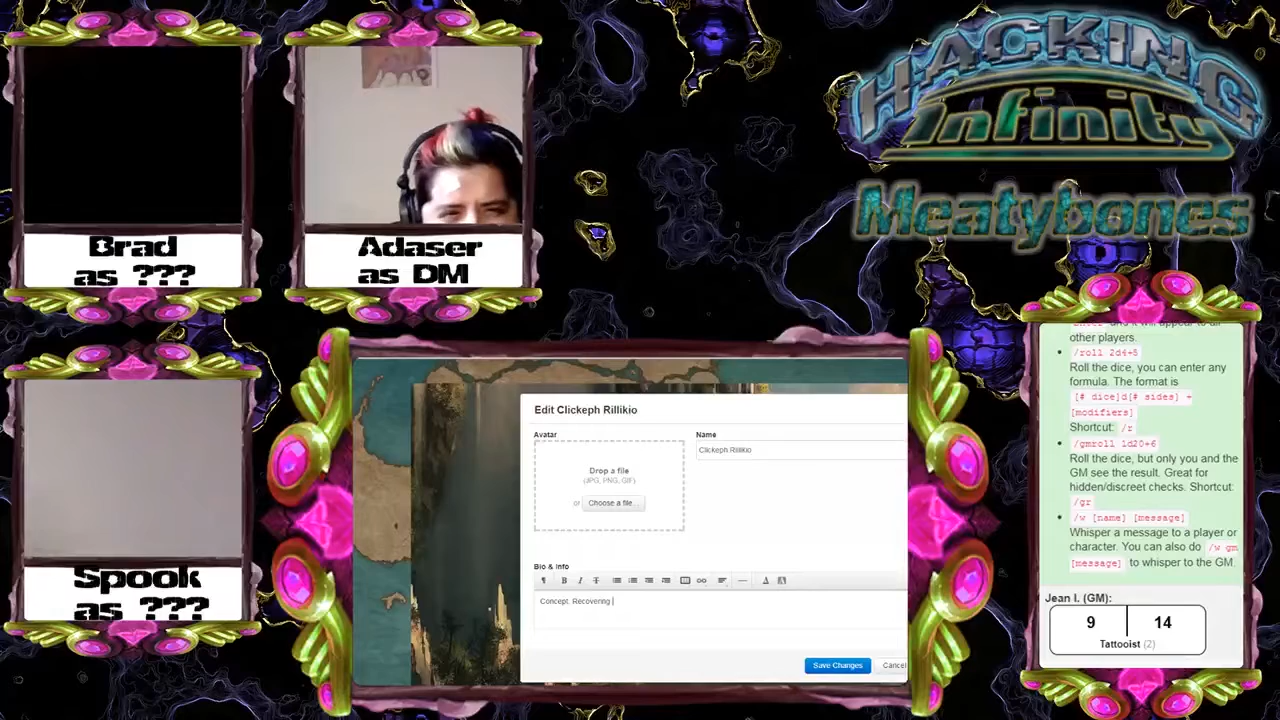 HACKING
Infinity
Meatybones
Brad
as ???
Adaser
as DM
Spook
as ???
Edit Clickeph Rillikio
Avatar
Name
Drop a file
(JPG, PNG, GIF)
or Choose a file...
Clickeph Rillikio
Bio & Info
Concept. Recovering
Save Changes
Cancel
other players.
/roll 2d4+5
Roll the dice, you can enter any
formula. The format is
[# dice]d[# sides] +
[modifiers]
Shortcut: /r
/gmroll 1d20+6
Roll the dice, but only you and the
GM see the result. Great for
hidden/discreet checks. Shortcut:
/gr
/w [name] [message]
Whisper a message to a player or
character. You can also do /w gm
[message] to whisper to the GM.
Jean I. (GM):
9 14
Tattooist (2)